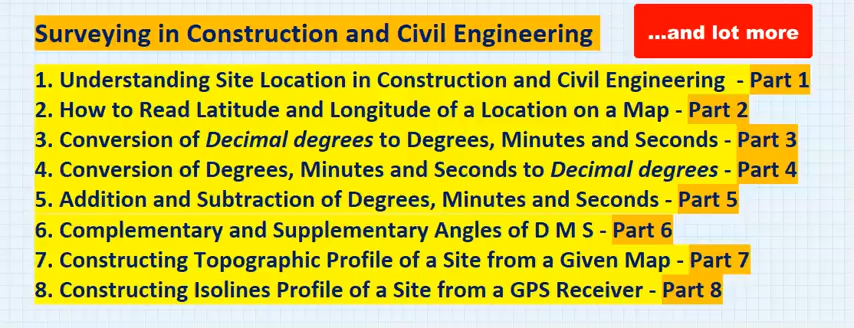 Surveying in Construction and Civil Engineering
...and lot more
1. Understanding Site Location in Construction and Civil Engineering - Part 1
2. How to Read Latitude and Longitude of a Location on a Map - Part 2
3. Conversion of Decimal degrees to Degrees, Minutes and Seconds - Part 3
4. Conversion of Degrees, Minutes and Seconds to Decimal degrees - Part 4
5. Addition and Subtraction of Degrees, Minutes and Seconds - Part 5
6. Complementary and Supplementary Angles of D M S - Part 6
7. Constructing Topographic Profile of a Site from a Given Map - Part 7
8. Constructing Isolines Profile of a Site from a GPS Receiver - Part 8